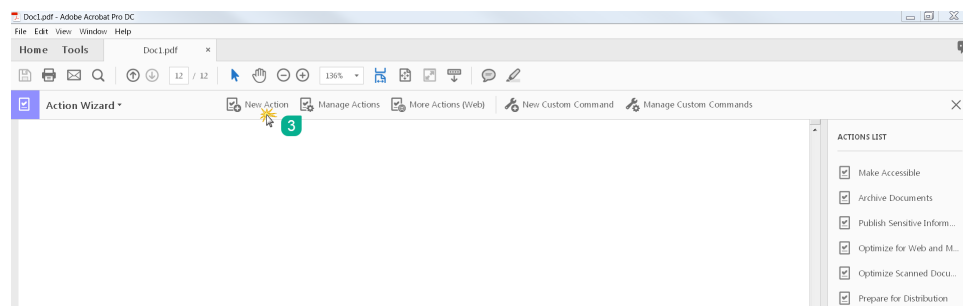 Doc1.pdf - Adobe Acrobat Pro DC
File Edit View Window Help
Home Tools Doc1.pdf ×
12 / 12 136%
Action Wizard New Action Manage Actions More Actions (Web) New Custom Command Manage Custom Commands
3
ACTIONS LIST
Make Accessible
Archive Documents
Publish Sensitive Inform...
Optimize for Web and M...
Optimize Scanned Docu...
Prepare for Distribution